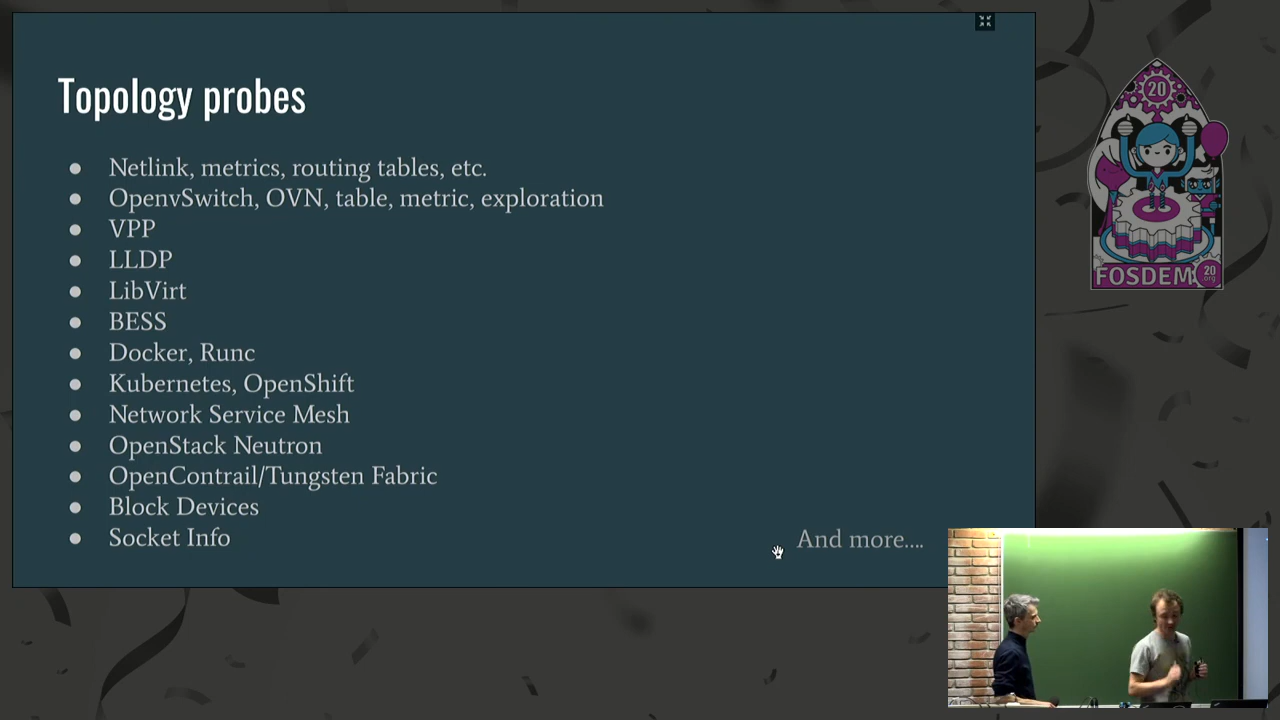 Topology probes
● Netlink, metrics, routing tables, etc.
● OpenvSwitch, OVN, table, metric, exploration
● VPP
● LLDP
● LibVirt
● BESS
● Docker, Runc
● Kubernetes, OpenShift
● Network Service Mesh
● OpenStack Neutron
● OpenContrail/Tungsten Fabric
● Block Devices
● Socket Info
And more....
20
FOSDEM
20
.org